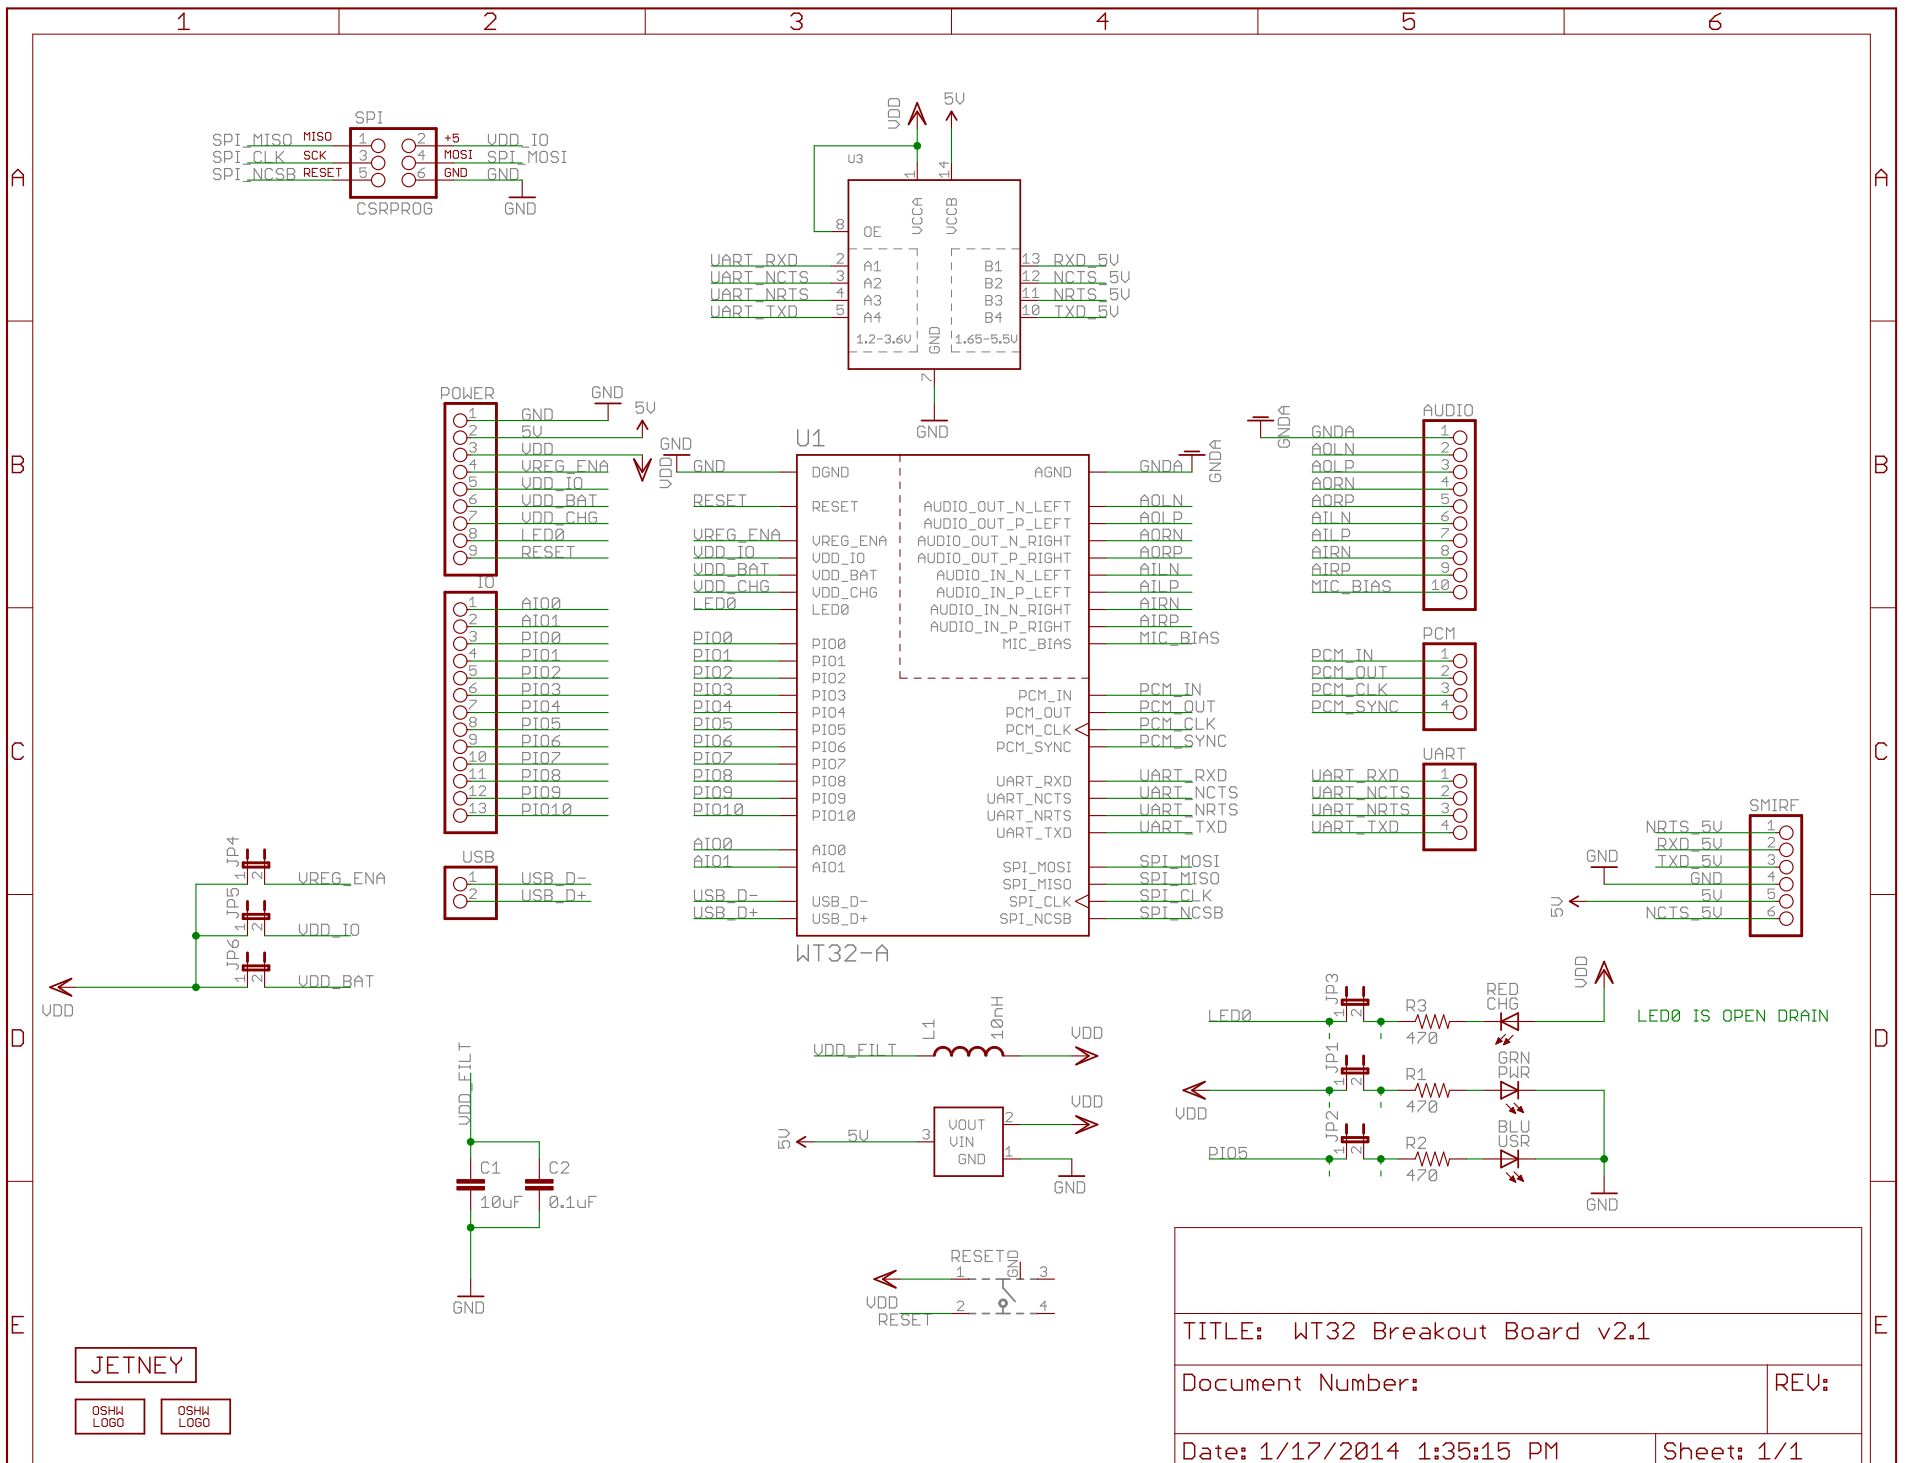 1 2 3 4 5 6
A A
B B
C C
D D
E E
SPI
SPI_MISO MISO 1 2 +5 VDD_IO
SPI_CLK SCK 3 4 MOSI SPI_MOSI
SPI_NCSB RESET 5 6 GND GND
CSRPROG
GND
VDD
5V
U3
1
14
VCCA
VCCB
8 OE
UART_RXD 2 A1 B1 13 RXD_5V
UART_NCTS 3 A2 B2 12 NCTS_5V
UART_NRTS 4 A3 B3 11 NRTS_5V
UART_TXD 5 A4 B4 10 TXD_5V
1.2-3.6V GND 1.65-5.5V
7
GND
POWER
GND
5V
VDD
1 GND
2 5V
3 VDD
4 VREG_ENA
5 VDD_IO
6 VDD_BAT
7 VDD_CHG
8 LED0
9 RESET
IO
1 AIO0
2 AIO1
3 PIO0
4 PIO1
5 PIO2
6 PIO3
7 PIO4
8 PIO5
9 PIO6
10 PIO7
11 PIO8
12 PIO9
13 PIO10
USB
1 USB_D-
2 USB_D+
U1
GND
GND DGND
RESET RESET
VREG_ENA VREG_ENA
VDD_IO VDD_IO
VDD_BAT VDD_BAT
VDD_CHG VDD_CHG
LED0 LED0
PIO0 PIO0
PIO1 PIO1
PIO2 PIO2
PIO3 PIO3
PIO4 PIO4
PIO5 PIO5
PIO6 PIO6
PIO7 PIO7
PIO8 PIO8
PIO9 PIO9
PIO10 PIO10
AIO0 AIO0
AIO1 AIO1
USB_D- USB_D-
USB_D+ USB_D+
AGND GNDA
GNDA
AUDIO_OUT_N_LEFT AOLN
AUDIO_OUT_P_LEFT AOLP
AUDIO_OUT_N_RIGHT AORN
AUDIO_OUT_P_RIGHT AORP
AUDIO_IN_N_LEFT AILN
AUDIO_IN_P_LEFT AILP
AUDIO_IN_N_RIGHT AIRN
AUDIO_IN_P_RIGHT AIRP
MIC_BIAS MIC_BIAS
PCM_IN PCM_IN
PCM_OUT PCM_OUT
PCM_CLK PCM_CLK
PCM_SYNC PCM_SYNC
UART_RXD UART_RXD
UART_NCTS UART_NCTS
UART_NRTS UART_NRTS
UART_TXD UART_TXD
SPI_MOSI SPI_MOSI
SPI_MISO SPI_MISO
SPI_CLK SPI_CLK
SPI_NCSB SPI_NCSB
WT32-A
AUDIO
GNDA
GNDA 1
AOLN 2
AOLP 3
AORN 4
AORP 5
AILN 6
AILP 7
AIRN 8
AIRP 9
MIC_BIAS 10
PCM
PCM_IN 1
PCM_OUT 2
PCM_CLK 3
PCM_SYNC 4
UART
UART_RXD 1
UART_NCTS 2
UART_NRTS 3
UART_TXD 4
SMIRF
NRTS_5V 1
RXD_5V 2
TXD_5V 3
GND GND 4
5V 5V 5
NCTS_5V 6
JP4 1 2 VREG_ENA
JP5 1 2 VDD_IO
JP6 1 2 VDD_BAT
VDD
VDD_FILT
C1 C2
10uF 0.1uF
GND
L1 10nH
VDD_FILT VDD
VDD
5V 5V 3 VOUT 2
VIN
GND 1
GND
RESET GND
1 3
VDD
2 4
RESET
VDD
LED0 JP3 1 2 R3 470 RED CHG
LED0 IS OPEN DRAIN
VDD JP1 1 2 R1 470 GRN PWR
PIO5 JP2 1 2 R2 470 BLU USR
GND
JETNEY
OSHW LOGO
OSHW LOGO
TITLE: WT32 Breakout Board v2.1
Document Number:
REV:
Date: 1/17/2014 1:35:15 PM
Sheet: 1/1